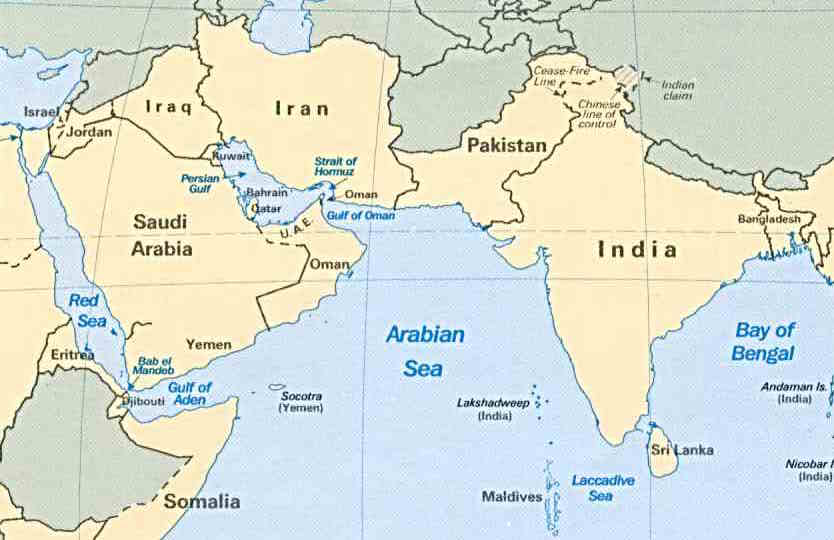 Cease-Fire
Line
Indian
claim
Chinese
line of
control
Israel
Iraq
Iran
Jordan
Pakistan
Kuwait
Persian
Gulf
Strait of
Hormuz
Bahrain
Qatar
Oman
Gulf of Oman
U.A.E.
Saudi
Arabia
Oman
India
Bangladesh
Red
Sea
Arabian
Sea
Bay of
Bengal
Eritrea
Yemen
Bab el
Mandeb
Djibouti
Gulf of
Aden
Socotra
(Yemen)
Lakshadweep
(India)
Andaman Is.
(India)
Sri Lanka
Nicobar
(India)
Somalia
Maldives
Laccadive
Sea